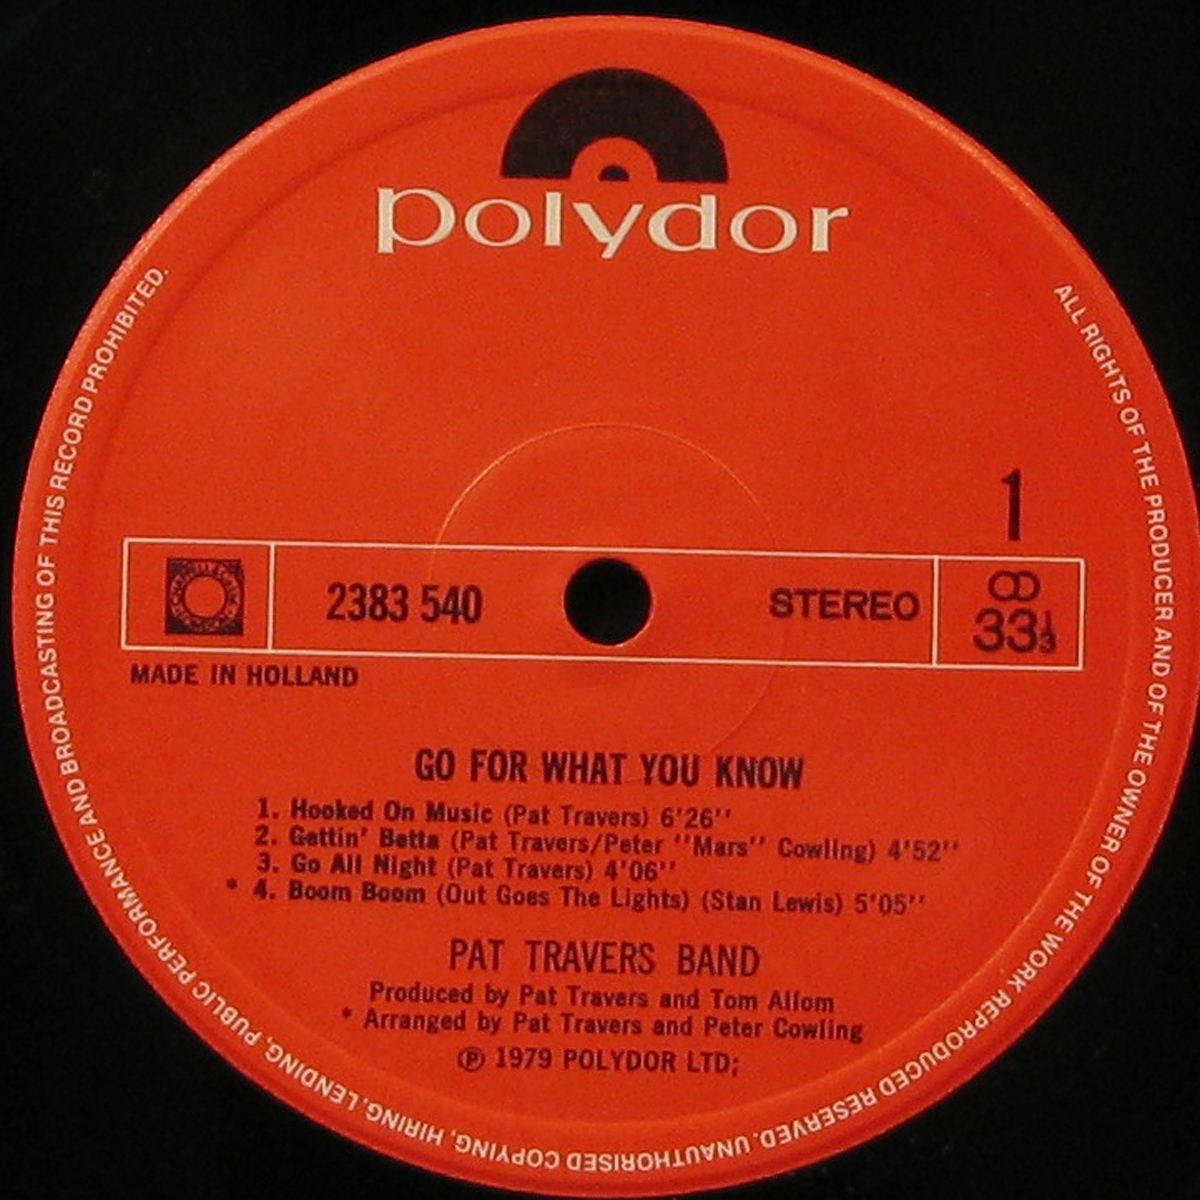 polydor
1
2383 540
STEREO
33⅓
MADE IN HOLLAND
GO FOR WHAT YOU KNOW
1. Hooked On Music (Pat Travers) 6'26''
2. Gettin' Betta (Pat Travers/Peter ''Mars'' Cowling) 4'52''
3. Go All Night (Pat Travers) 4'06''
* 4. Boom Boom (Out Goes The Lights) (Stan Lewis) 5'05''
PAT TRAVERS BAND
Produced by Pat Travers and Tom Allom
* Arranged by Pat Travers and Peter Cowling
℗ 1979 POLYDOR LTD;
ALL RIGHTS OF THE PRODUCER AND OF THE OWNER OF THE WORK REPRODUCED RESERVED. UNAUTHORISED COPYING, HIRING, LENDING, PUBLIC PERFORMANCE AND BROADCASTING OF THIS RECORD PROHIBITED.